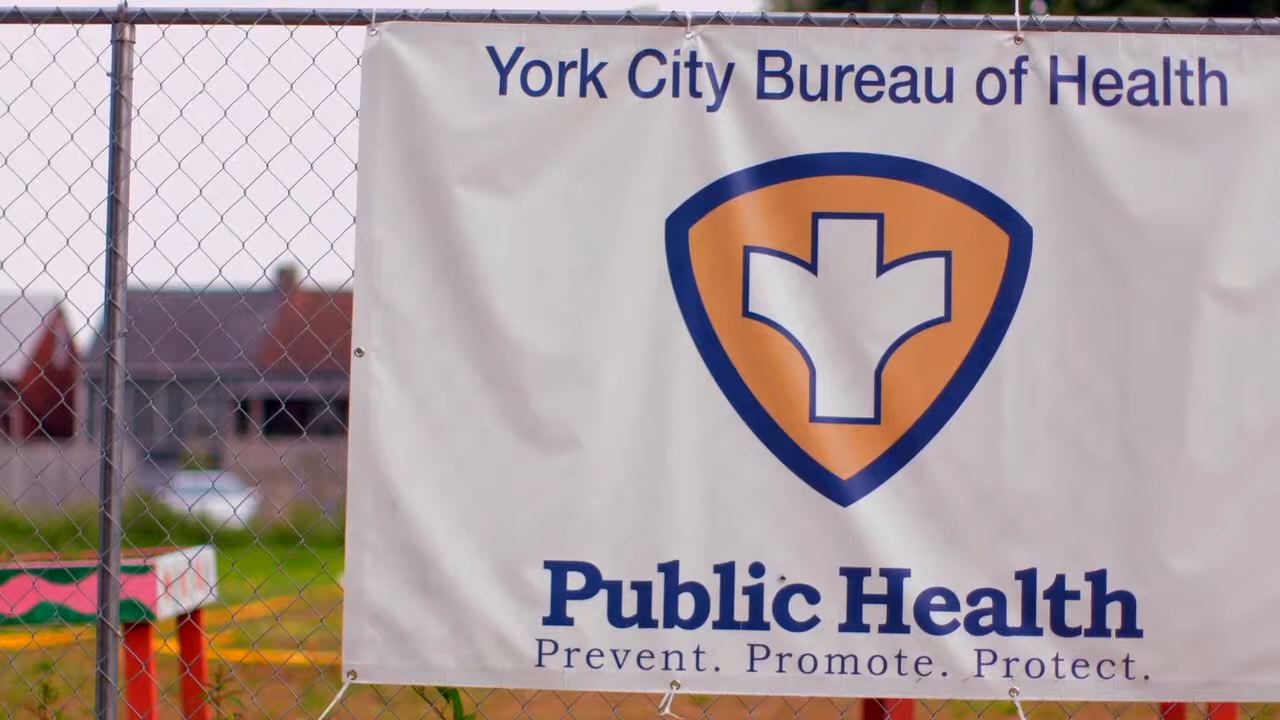 York City Bureau of Health
Public Health
Prevent. Promote. Protect.